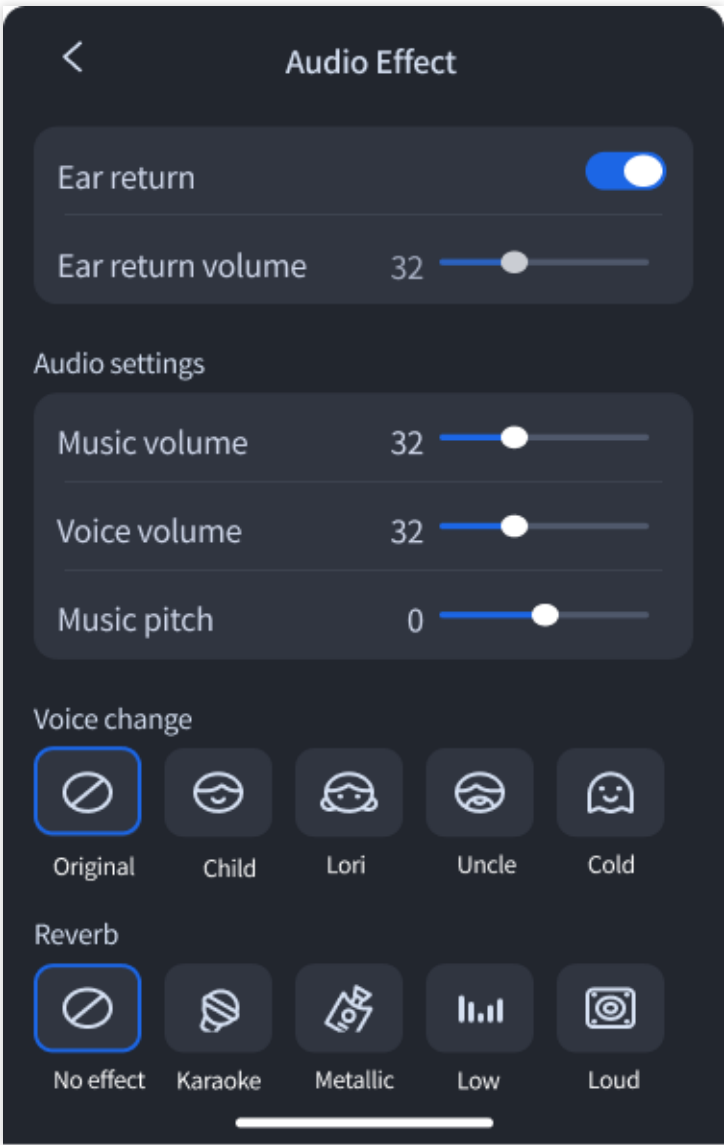 Audio Effect
Ear return
Ear return volume 32
Audio settings
Music volume 32
Voice volume 32
Music pitch 0
Voice change
Original Child Lori Uncle Cold
Reverb
No effect Karaoke Metallic Low Loud